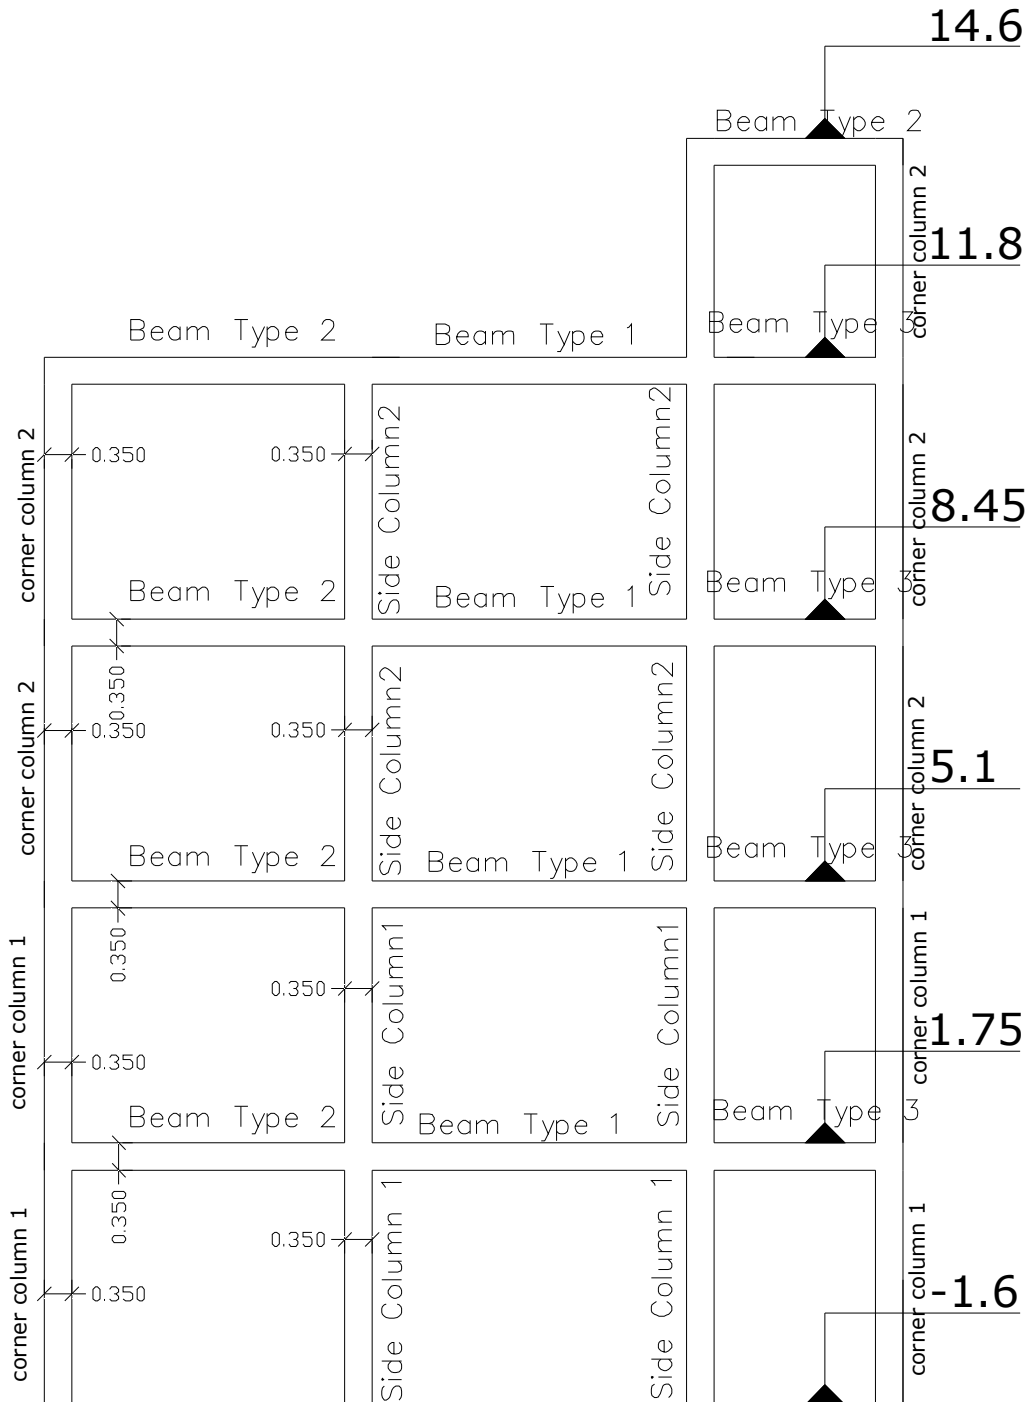 14.6
Beam Type 2
corner column 2
11.8
Beam Type 2
Beam Type 1
Beam Type 3
corner column 2
Side Column2
Side Column2
corner column 2
0.350
0.350
8.45
Beam Type 2
Beam Type 1
Beam Type 3
0.350
corner column 2
Side Column2
Side Column2
corner column 2
0.350
0.350
5.1
Beam Type 2
Beam Type 1
Beam Type 3
0.350
corner column 1
Side Column1
Side Column1
corner column 1
0.350
0.350
1.75
Beam Type 2
Beam Type 1
Beam Type 3
0.350
corner column 1
Side Column 1
Side Column 1
corner column 1
0.350
0.350
-1.6